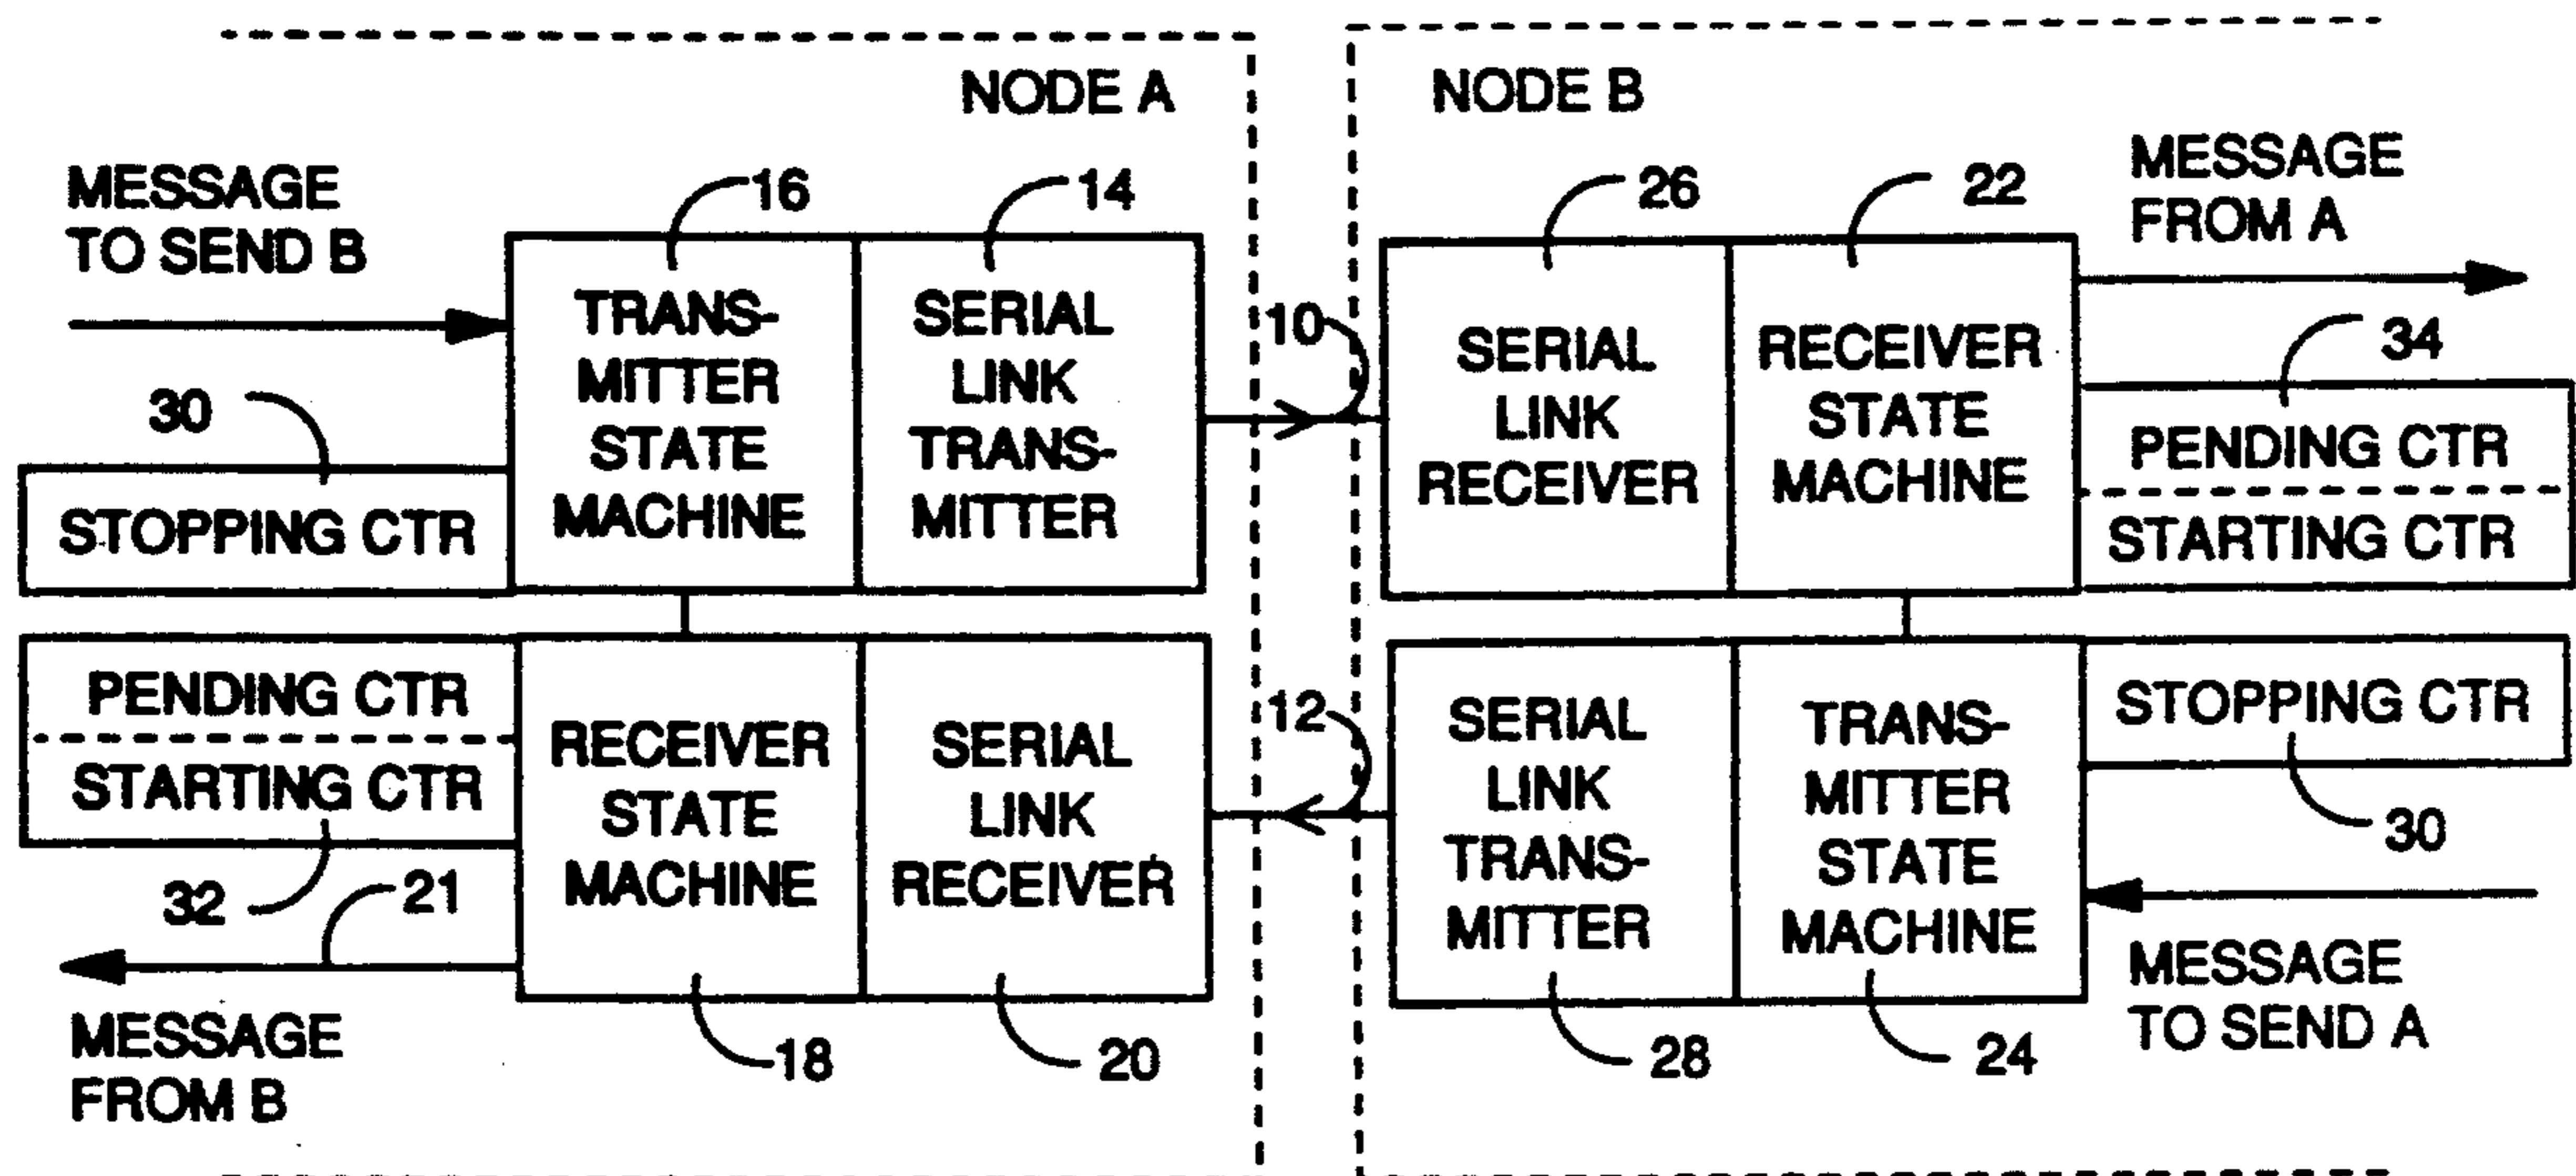 NODE A
NODE B
MESSAGE
TO SEND B
16
14
TRANS-
MITTER
STATE
MACHINE
SERIAL
LINK
TRANS-
MITTER
30
STOPPING CTR
10
26
22
SERIAL
LINK
RECEIVER
RECEIVER
STATE
MACHINE
MESSAGE
FROM A
34
PENDING CTR
STARTING CTR
PENDING CTR
STARTING CTR
32
21
MESSAGE
FROM B
RECEIVER
STATE
MACHINE
SERIAL
LINK
RECEIVER
18
20
12
SERIAL
LINK
TRANS-
MITTER
TRANS-
MITTER
STATE
MACHINE
28
24
STOPPING CTR
30
MESSAGE
TO SEND A